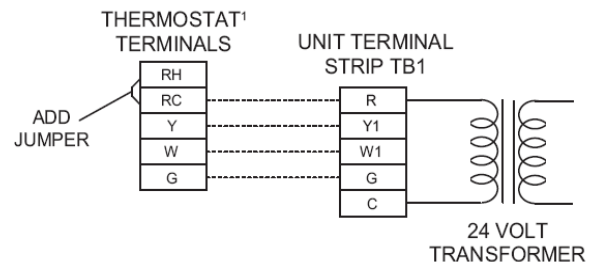 THERMOSTAT¹
TERMINALS
UNIT TERMINAL
STRIP TB1
RH
RC
Y
W
G
ADD
JUMPER
R
Y1
W1
G
C
24 VOLT
TRANSFORMER